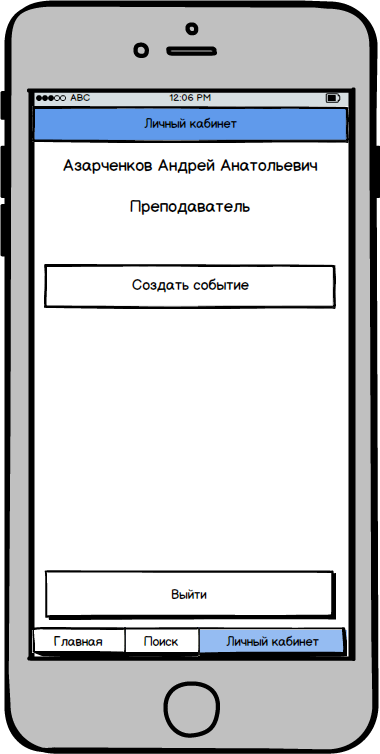 ABC 12:06 PM
Личный кабинет
Азарченков Андрей Анатольевич
Преподаватель
Создать событие
Выйти
Главная Поиск Личный кабинет